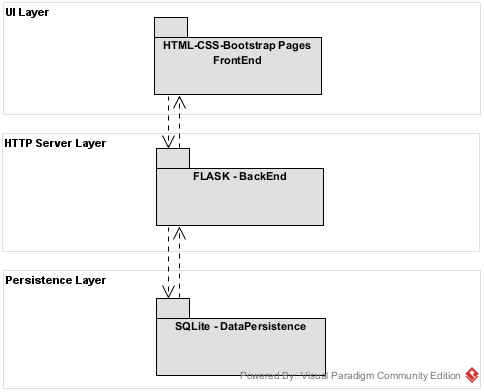 UI Layer
HTML-CSS-Bootstrap Pages
FrontEnd
HTTP Server Layer
FLASK - BackEnd
Persistence Layer
SQLite - DataPersistence
Powered By Visual Paradigm Community Edition